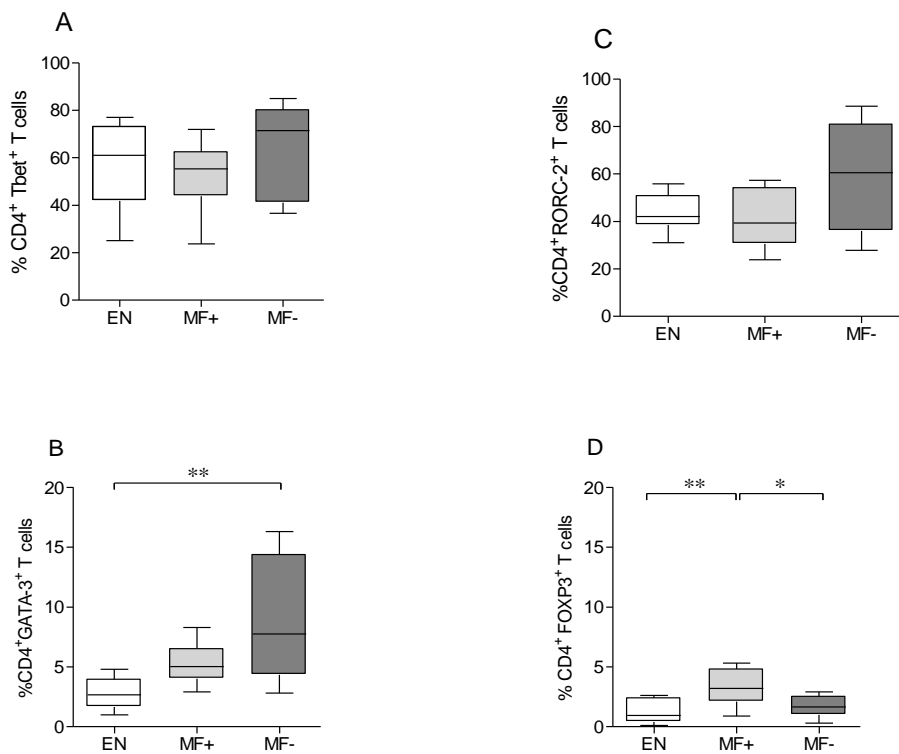 A
% CD4+ Tbet+ T cells
100
80
60
40
20
0
EN MF+ MF-
C
%CD4+RORC-2+ T cells
100
80
60
40
20
0
EN MF+ MF-
B
%CD4+GATA-3+ T cells
20
15
10
5
0
**
EN MF+ MF-
D
% CD4+ FOXP3+ T cells
20
15
10
5
0
** *
EN MF+ MF-